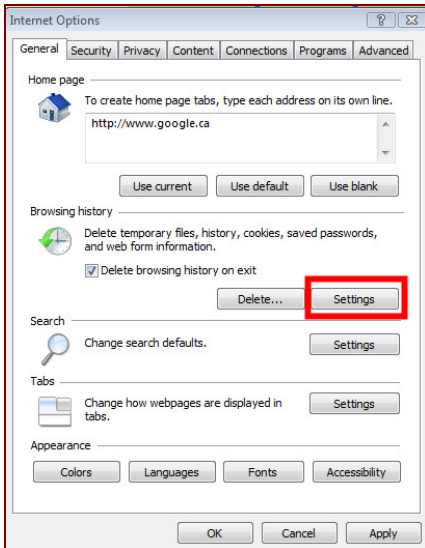 Internet Options
General Security Privacy Content Connections Programs Advanced
Home page
To create home page tabs, type each address on its own line.
http://www.google.ca
Use current Use default Use blank
Browsing history
Delete temporary files, history, cookies, saved passwords,
and web form information.
Delete browsing history on exit
Delete... Settings
Search
Change search defaults. Settings
Tabs
Change how webpages are displayed in Settings
tabs.
Appearance
Colors Languages Fonts Accessibility
OK Cancel Apply